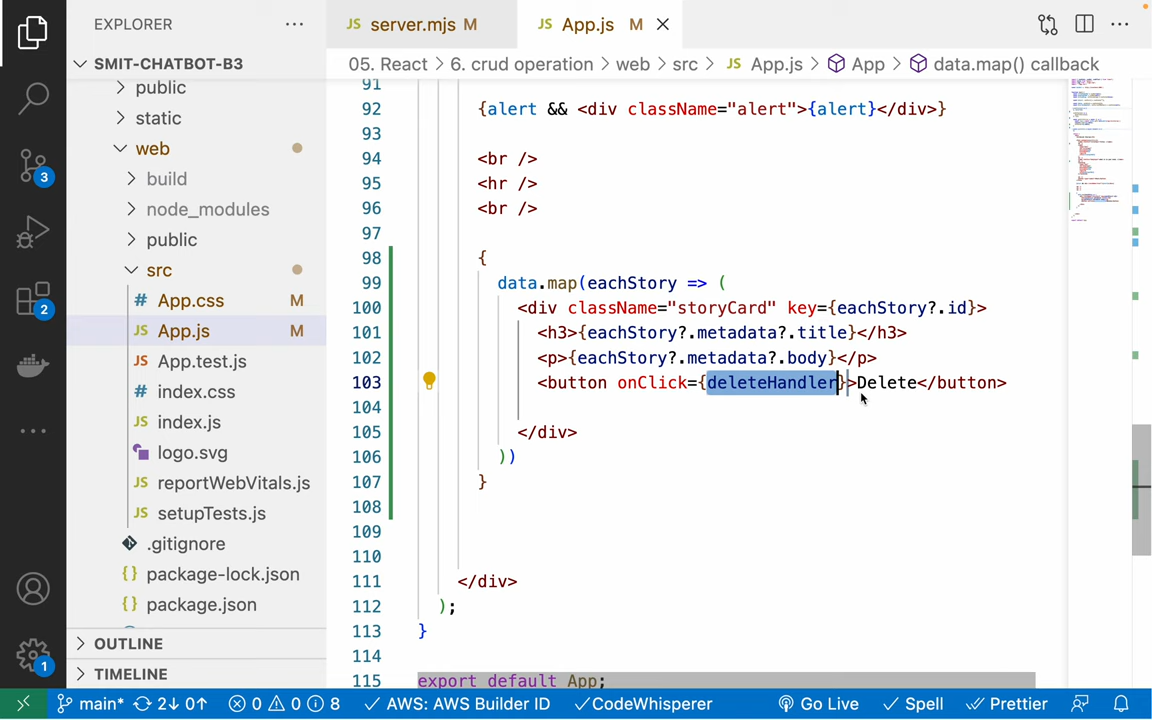 EXPLORER
SMIT-CHATBOT-B3
public
static
web
build
node_modules
public
src
# App.css M
JS App.js M
JS App.test.js
# index.css
JS index.js
logo.svg
JS reportWebVitals.js
JS setupTests.js
.gitignore
{} package-lock.json
{} package.json
OUTLINE
TIMELINE
3
2
1
JS server.mjs M
JS App.js M
05. React > 6. crud operation > web > src > JS App.js > App > data.map() callback
91
92 {alert && <div className="alert">{alert}</div>}
93
94 <br />
95 <hr />
96 <br />
97
98 {
99 data.map(eachStory => (
100 <div className="storyCard" key={eachStory?.id}>
101 <h3>{eachStory?.metadata?.title}</h3>
102 <p>{eachStory?.metadata?.body}</p>
103 <button onClick={deleteHandler}>Delete</button>
104
105 </div>
106 ))
107 }
108
109
110
111 </div>
112 );
113 }
114
115 export default App;
main* 2↓ 0↑ 0 0 8 AWS: AWS Builder ID CodeWhisperer Go Live Spell Prettier